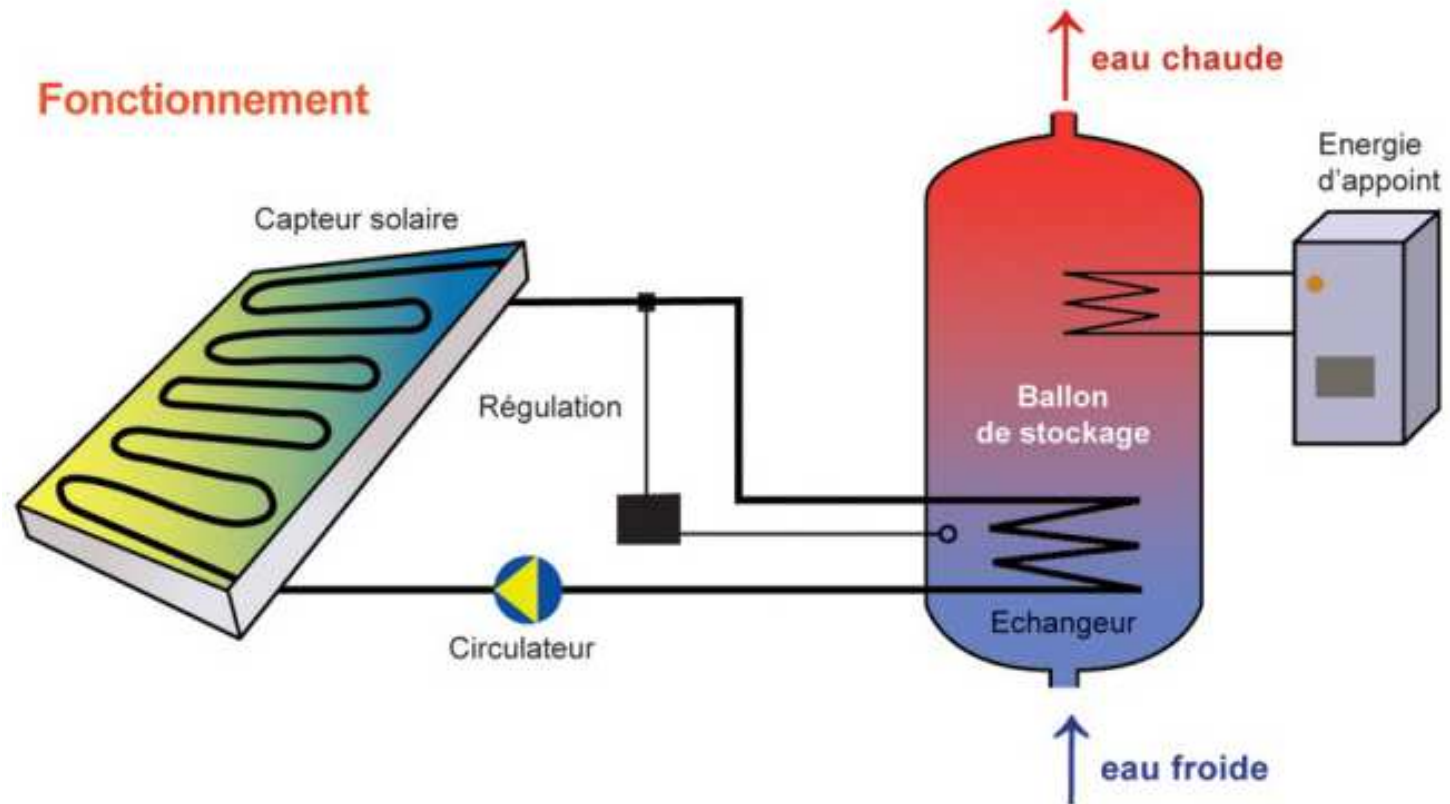 Fonctionnement
eau chaude
Energie
d'appoint
Capteur solaire
Régulation
Ballon
de stockage
Echangeur
Circulateur
eau froide